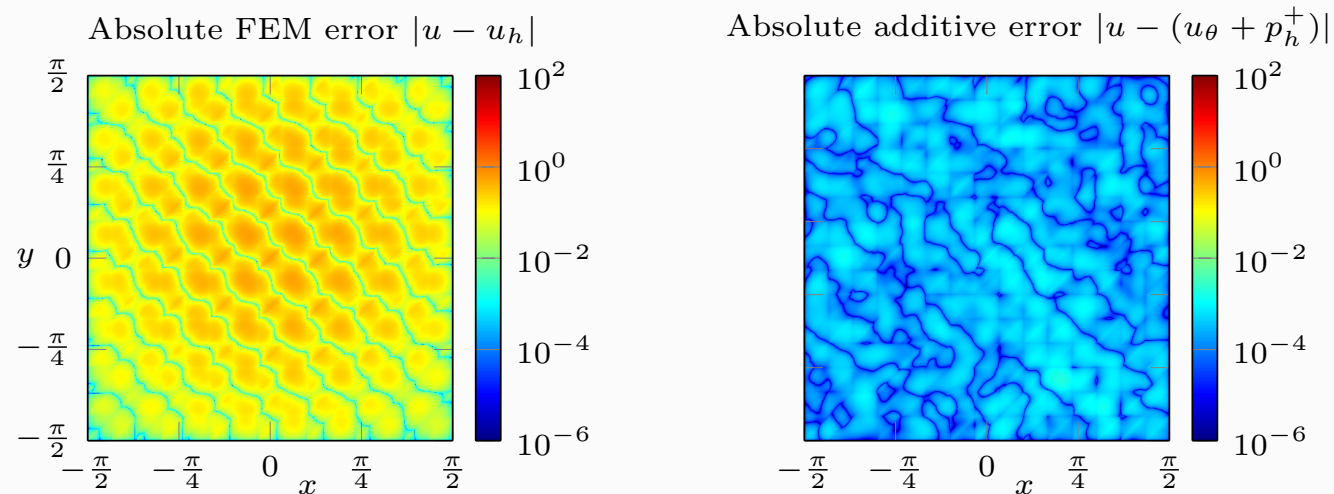 Absolute FEM error |u − u_h|
Absolute additive error |u − (u_θ + p_h^+)|
π/2
π/4
y 0
−π/4
−π/2
−π/2 −π/4 0 π/4 π/2
x
10^2
10^0
10^−2
10^−4
10^−6
−π/2 −π/4 0 π/4 π/2
x
10^2
10^0
10^−2
10^−4
10^−6